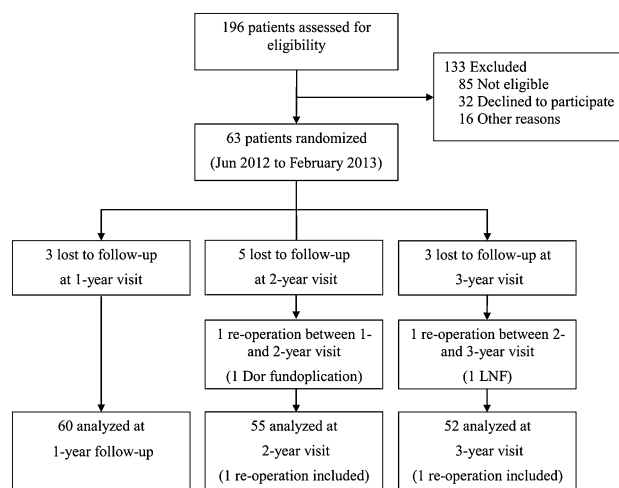 196 patients assessed for
eligibility
133 Excluded
85 Not eligible
32 Declined to participate
16 Other reasons
63 patients randomized
(Jun 2012 to February 2013)
3 lost to follow-up
at 1-year visit
5 lost to follow-up
at 2-year visit
3 lost to follow-up at
3-year visit
1 re-operation between 1-
and 2-year visit
(1 Dor fundoplication)
1 re-operation between 2-
and 3-year visit
(1 LNF)
60 analyzed at
1-year follow-up
55 analyzed at
2-year visit
(1 re-operation included)
52 analyzed at
3-year visit
(1 re-operation included)